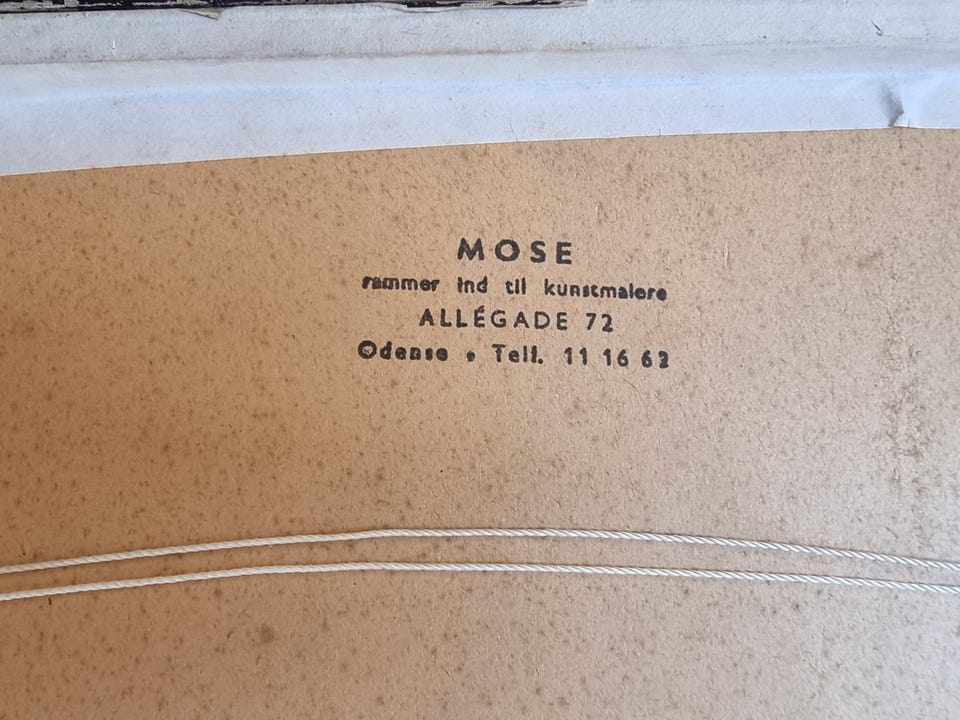 MOSE
rammer ind til kunstmalere
ALLÉGADE 72
Odense • Telf. 11 16 62